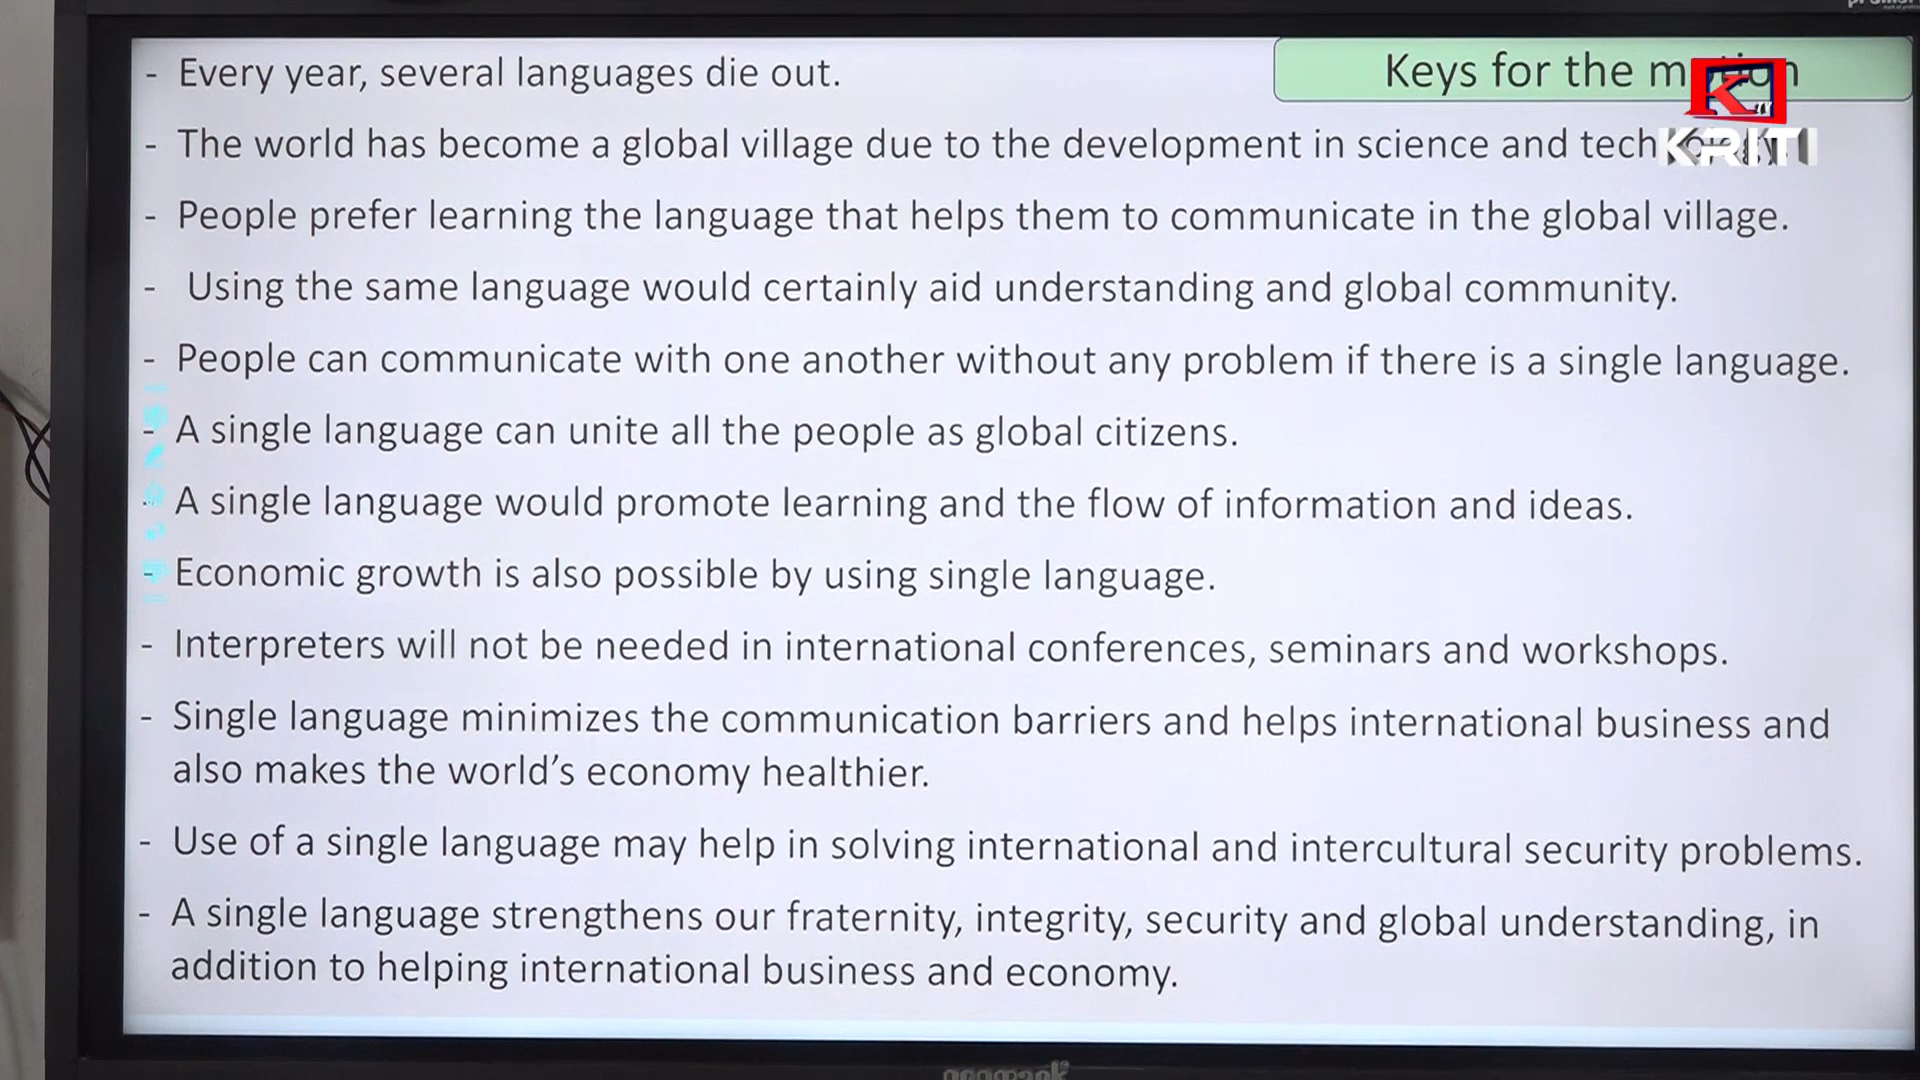 Keys for the motion
- Every year, several languages die out.
- The world has become a global village due to the development in science and tech
- People prefer learning the language that helps them to communicate in the global village.
- Using the same language would certainly aid understanding and global community.
- People can communicate with one another without any problem if there is a single language.
- A single language can unite all the people as global citizens.
- A single language would promote learning and the flow of information and ideas.
- Economic growth is also possible by using single language.
- Interpreters will not be needed in international conferences, seminars and workshops.
- Single language minimizes the communication barriers and helps international business and
also makes the world’s economy healthier.
- Use of a single language may help in solving international and intercultural security problems.
- A single language strengthens our fraternity, integrity, security and global understanding, in
addition to helping international business and economy.
K TV
KRITI